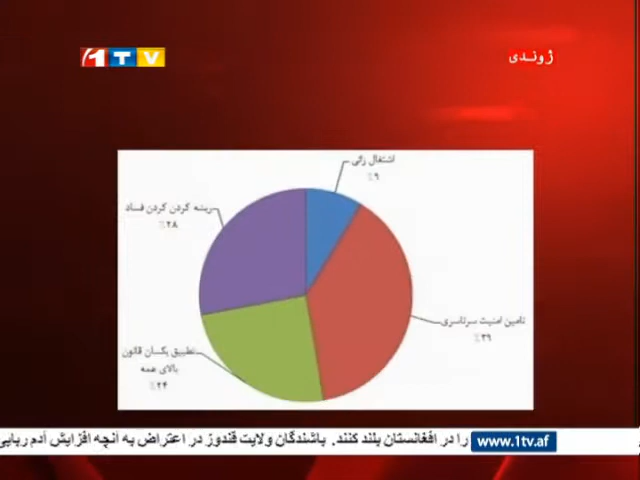 1TV
ژوندی
اشتغال زائی
٪۹
ریشه کردن کردن فساد
٪۲۸
تامین امنیت سرتاسری
٪۳۹
تطبیق یکسان قانون
بالای همه
٪۲۴
را در افغانستان بلند کنند. باشندگان ولایت قندوز در اعتراض به آنچه افزایش آدم ربایی
www.1tv.af